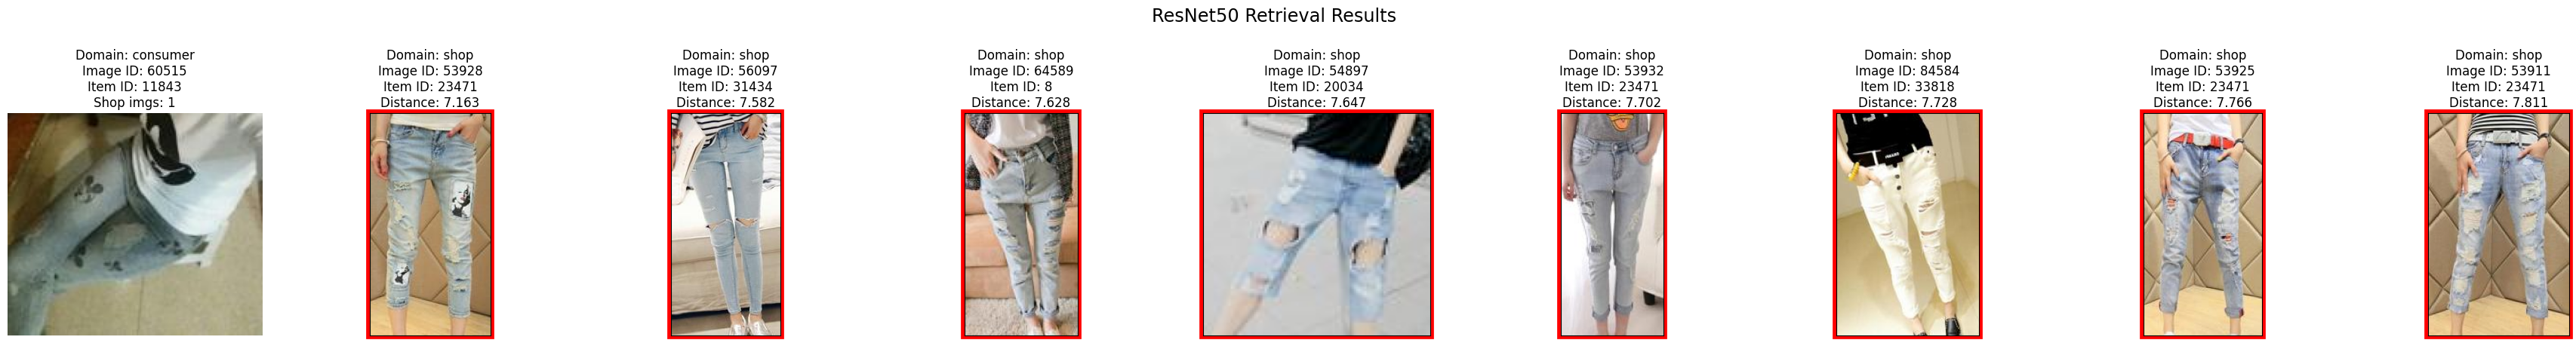 ResNet50 Retrieval Results
Domain: consumer
Image ID: 60515
Item ID: 11843
Shop imgs: 1
Domain: shop
Image ID: 53928
Item ID: 23471
Distance: 7.163
Domain: shop
Image ID: 56097
Item ID: 31434
Distance: 7.582
Domain: shop
Image ID: 64589
Item ID: 8
Distance: 7.628
Domain: shop
Image ID: 54897
Item ID: 20034
Distance: 7.647
Domain: shop
Image ID: 53932
Item ID: 23471
Distance: 7.702
Domain: shop
Image ID: 84584
Item ID: 33818
Distance: 7.728
Domain: shop
Image ID: 53925
Item ID: 23471
Distance: 7.766
Domain: shop
Image ID: 53911
Item ID: 23471
Distance: 7.811